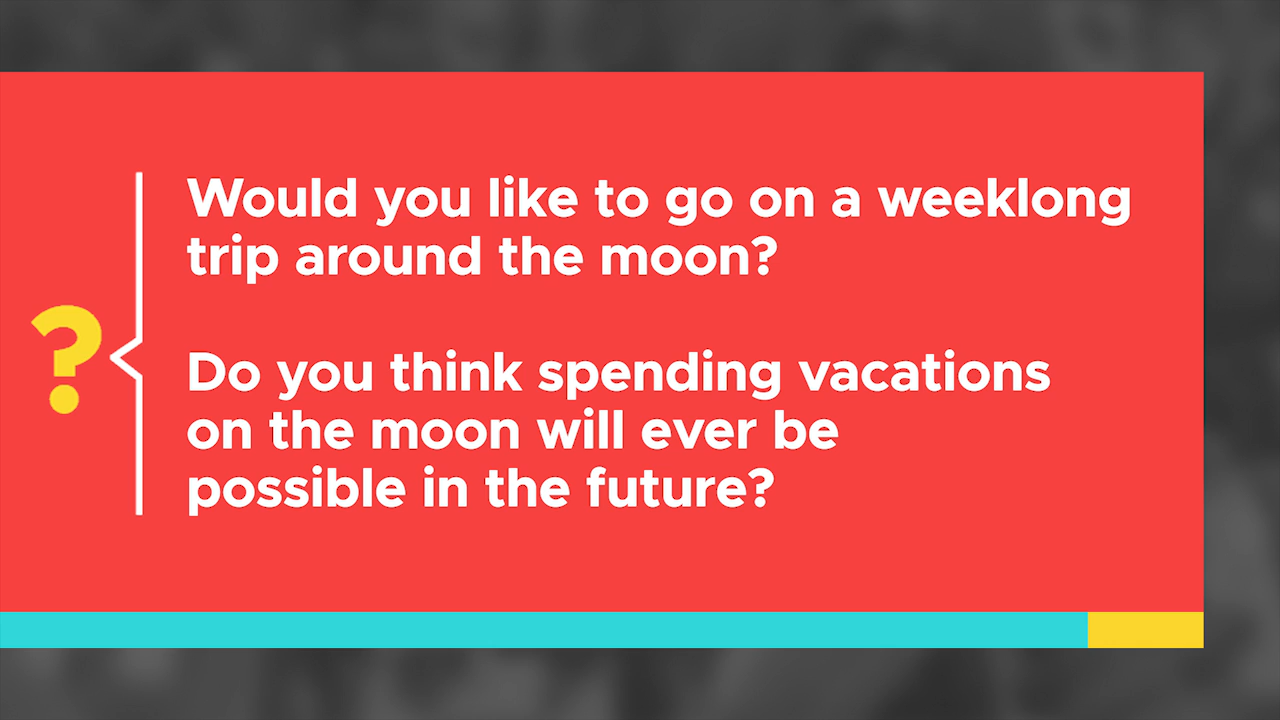 Would you like to go on a weeklong
trip around the moon?
Do you think spending vacations
on the moon will ever be
possible in the future?
?